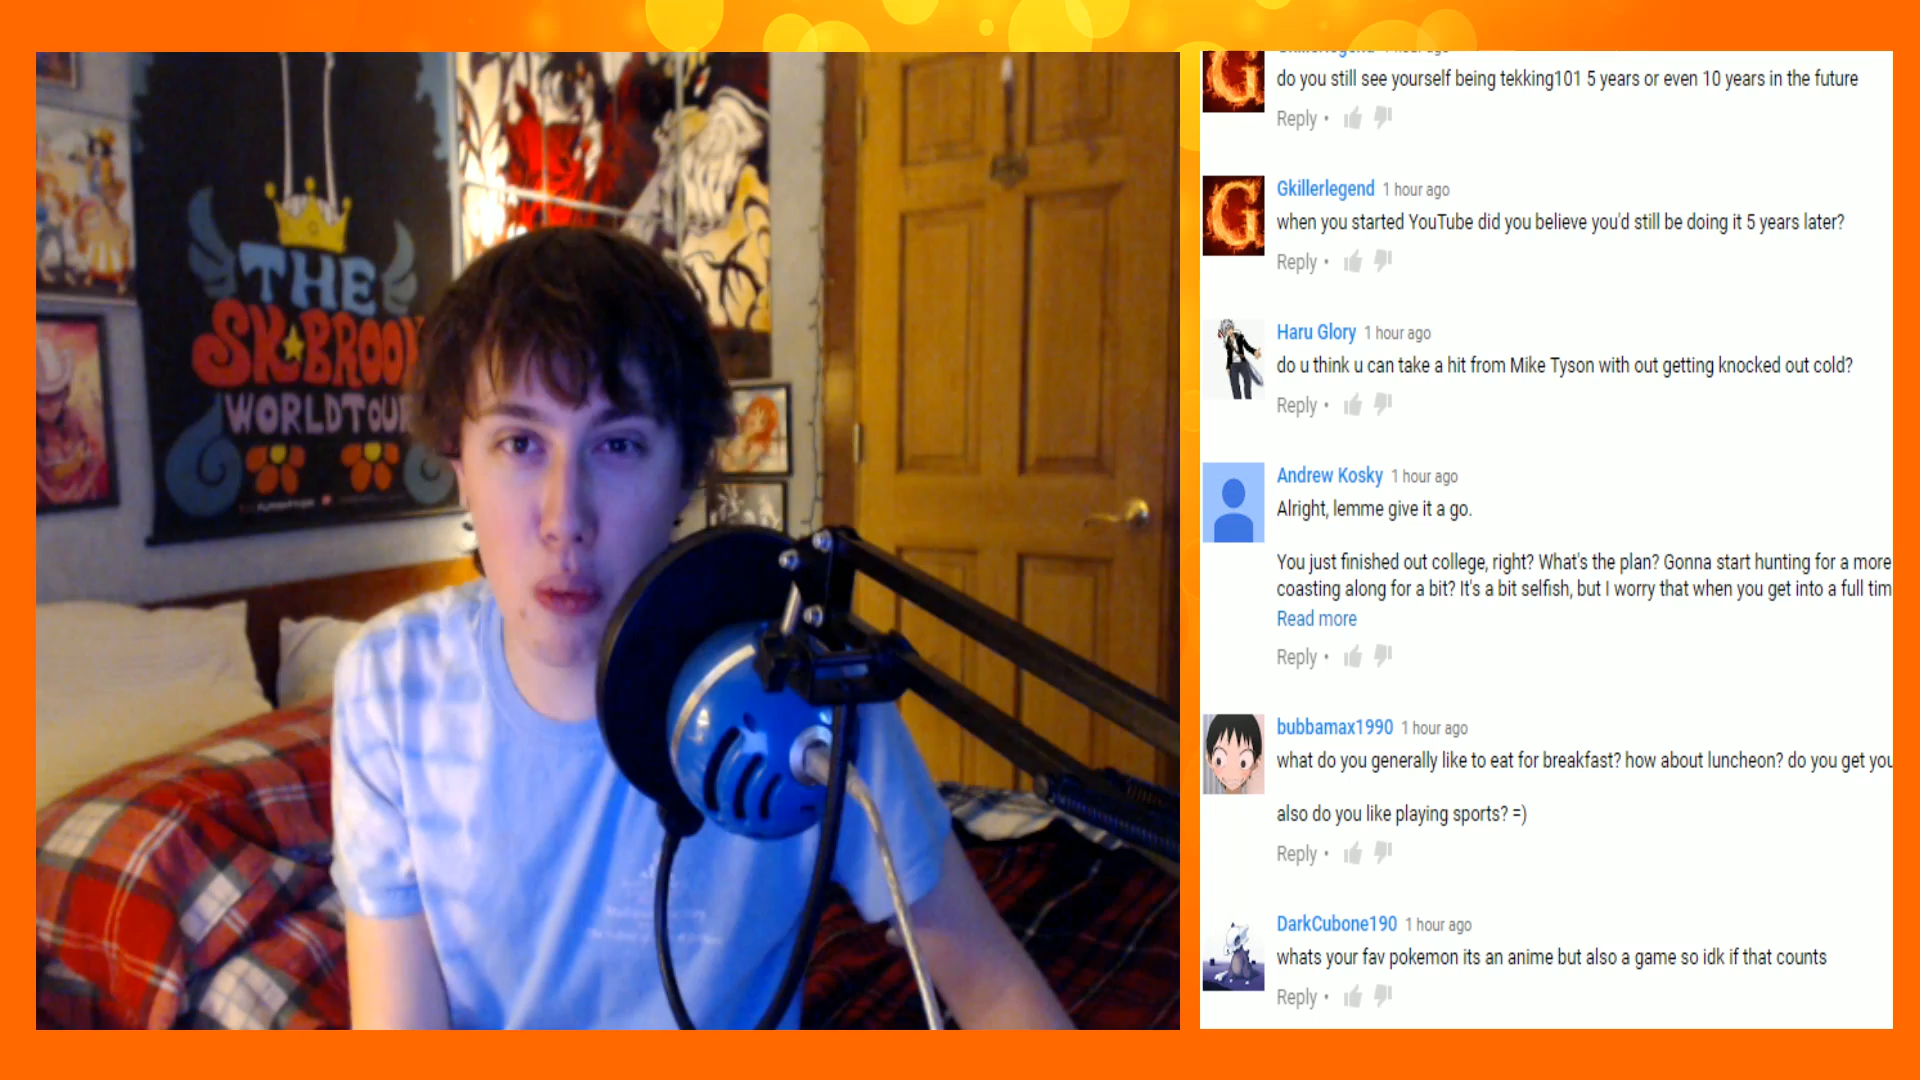 THE
SK★BROOK
WORLD TOUR
do you still see yourself being tekking101 5 years or even 10 years in the future
Reply •
Gkillerlegend 1 hour ago
when you started YouTube did you believe you'd still be doing it 5 years later?
Reply •
Haru Glory 1 hour ago
do u think u can take a hit from Mike Tyson with out getting knocked out cold?
Reply •
Andrew Kosky 1 hour ago
Alright, lemme give it a go.
You just finished out college, right? What's the plan? Gonna start hunting for a more
coasting along for a bit? It's a bit selfish, but I worry that when you get into a full tim
Read more
Reply •
bubbamax1990 1 hour ago
what do you generally like to eat for breakfast? how about luncheon? do you get you
also do you like playing sports? =)
Reply •
DarkCubone190 1 hour ago
whats your fav pokemon its an anime but also a game so idk if that counts
Reply •